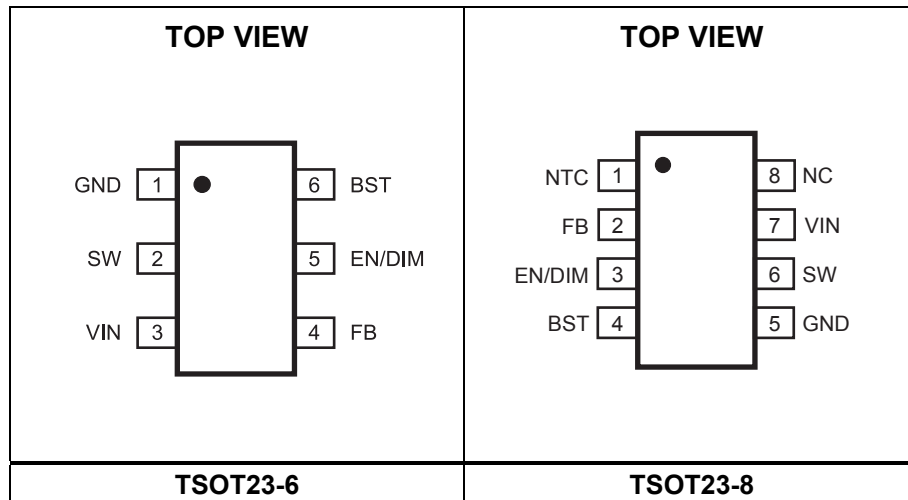 TOP VIEW
GND 1 6 BST
SW 2 5 EN/DIM
VIN 3 4 FB
TSOT23-6
TOP VIEW
NTC 1 8 NC
FB 2 7 VIN
EN/DIM 3 6 SW
BST 4 5 GND
TSOT23-8